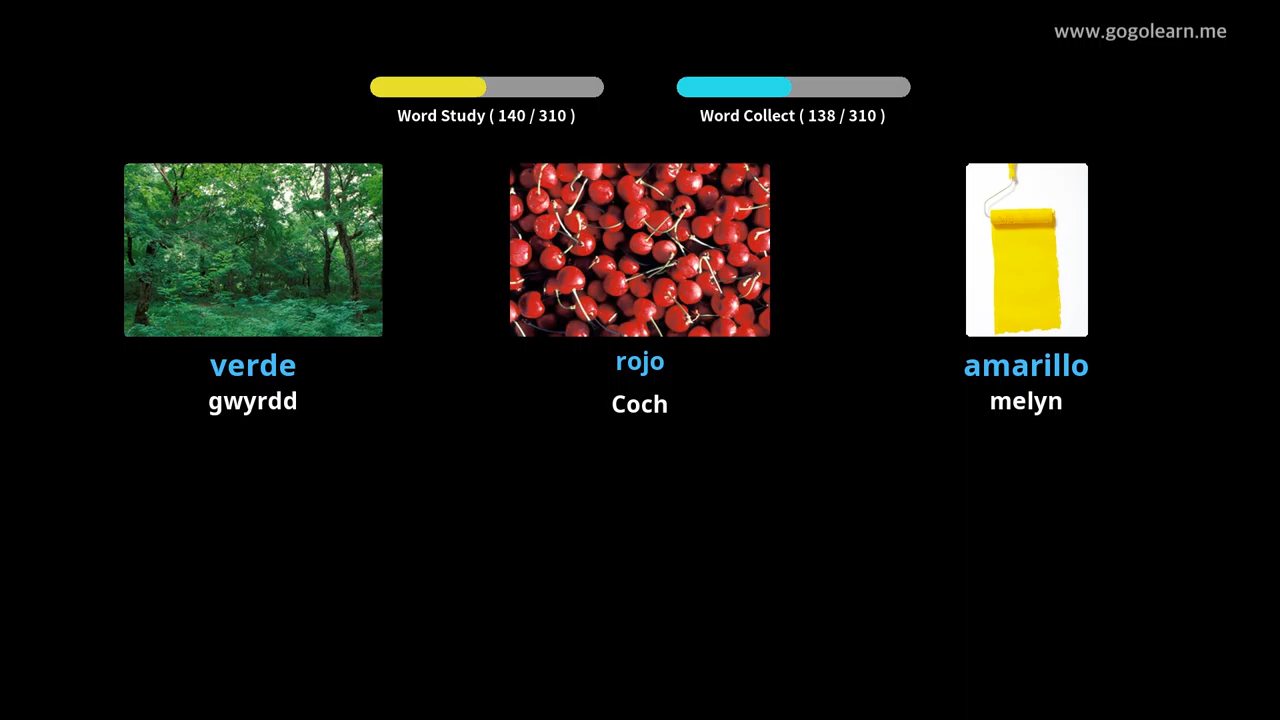 www.gogolearn.me
Word Study ( 140 / 310 )
Word Collect ( 138 / 310 )
verde
gwyrdd
rojo
Coch
amarillo
melyn